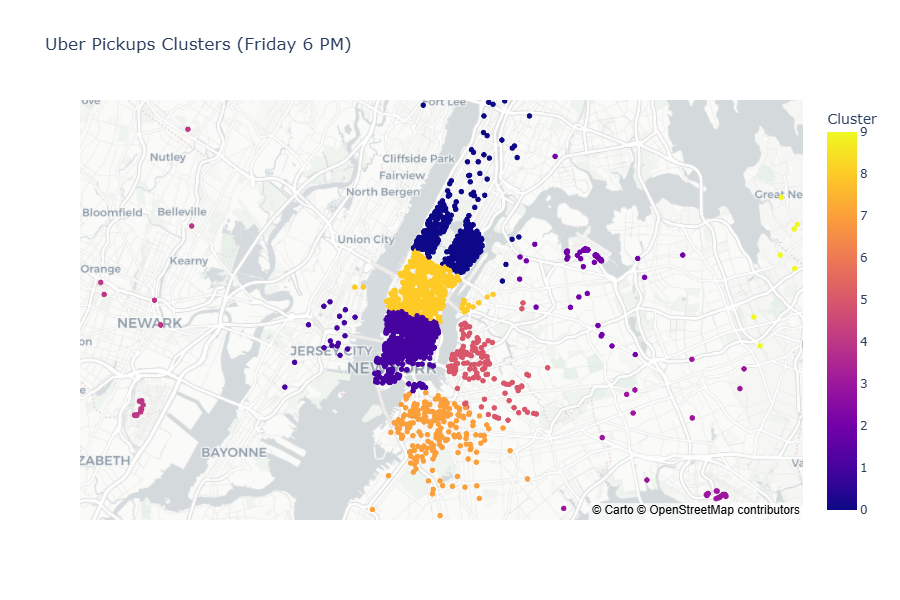 Uber Pickups Clusters (Friday 6 PM)
ove
Fort Lee
Cluster
9
Nutley
Cliffside Park
8
Fairview
North Bergen
Great Ne
Bloomfield
Belleville
7
Union City
Kearny
6
Orange
5
NEWARK
on
JERSEY CITY
4
NEW YORK
e
3
2
BAYONNE
ZABETH
Va
1
© Carto © OpenStreetMap contributors
0